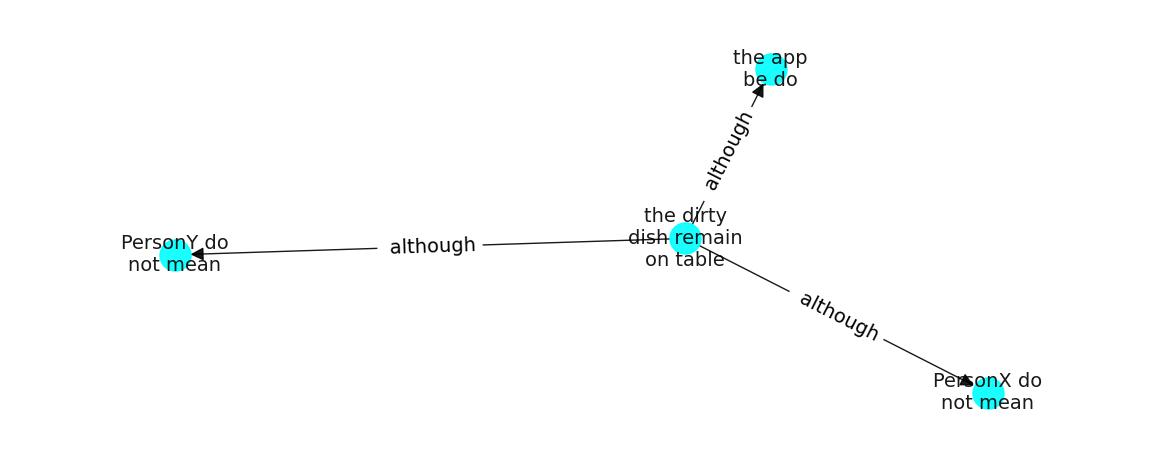 the app
be do
although
the dirty
dish remain
on table
although
PersonY do
not mean
although
PersonX do
not mean